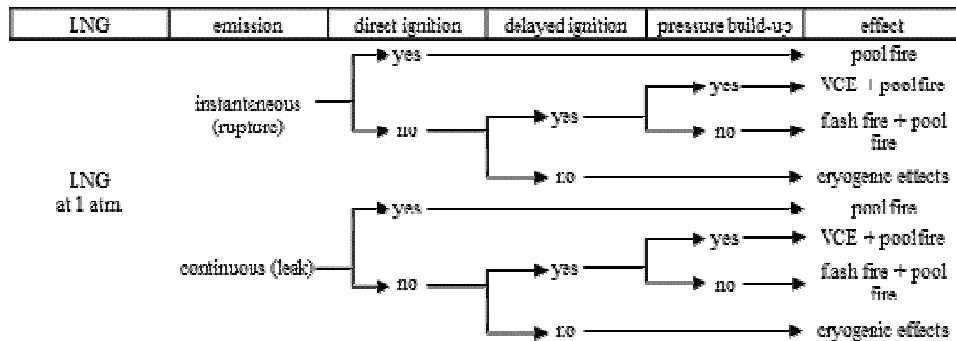 LNG emission direct ignition delayed ignition pressure build-up effect
yes pool fire
yes VCE + pool fire
instantaneous
(rupture)
no yes no flash fire + pool
fire
no cryogenic effects
LNG
at 1 atm
yes pool fire
yes VCE + pool fire
continuous (leak)
no yes no flash fire + pool
fire
no cryogenic effects